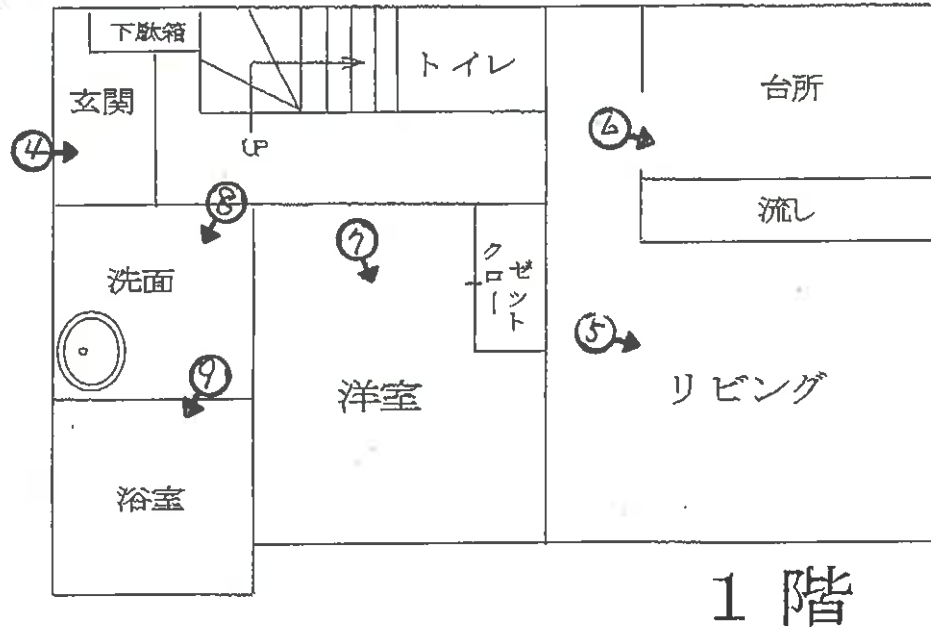 下駄箱
トイレ
玄関
台所
④
⑥
UP
⑧
流し
⑦
クローゼット
洗面
⑤
⑨
洋室
リビング
浴室
1階